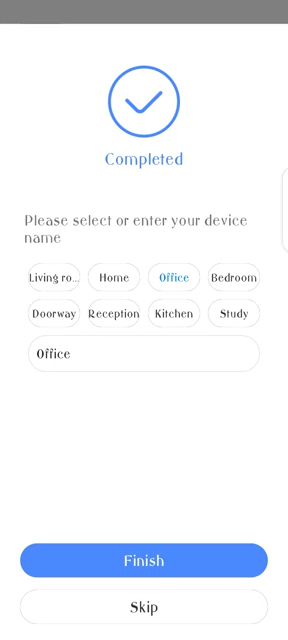 Completed
Please select or enter your device
name
Living ro... Home Office Bedroom
Doorway Reception Kitchen Study
Office
Finish
Skip